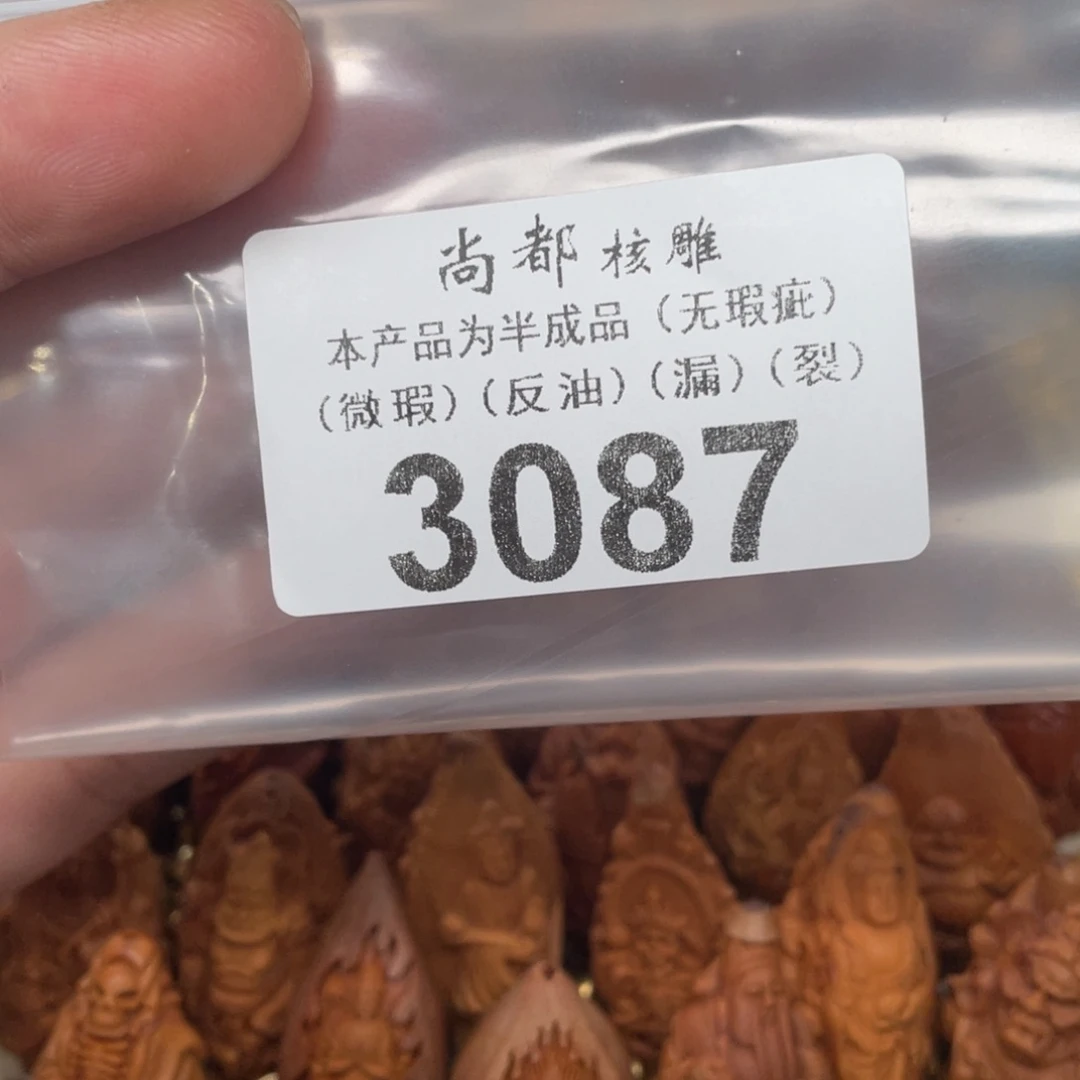 尚都核雕
本产品为半成品（无瑕疵）
（微瑕）（反油）（漏）（裂）
3087